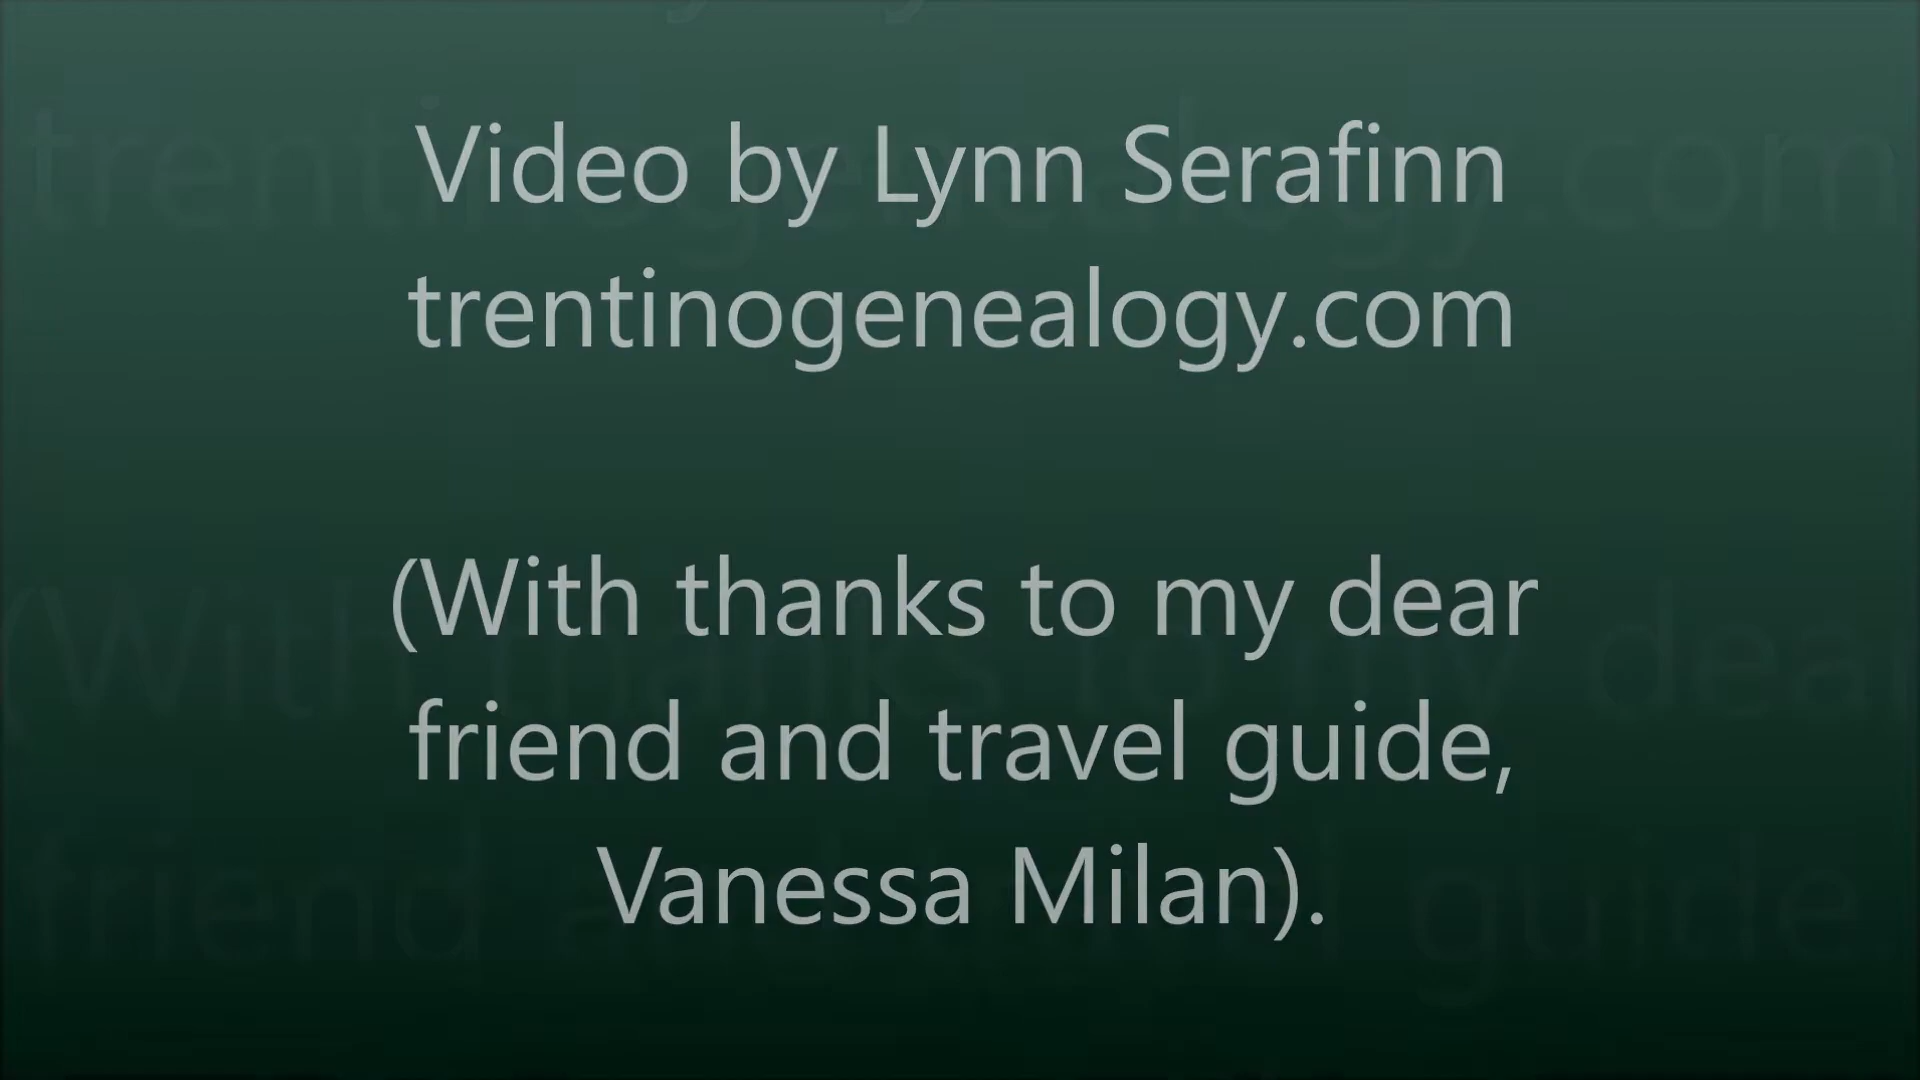 Video by Lynn Serafinn
trentinogenealogy.com
(With thanks to my dear
friend and travel guide,
Vanessa Milan).